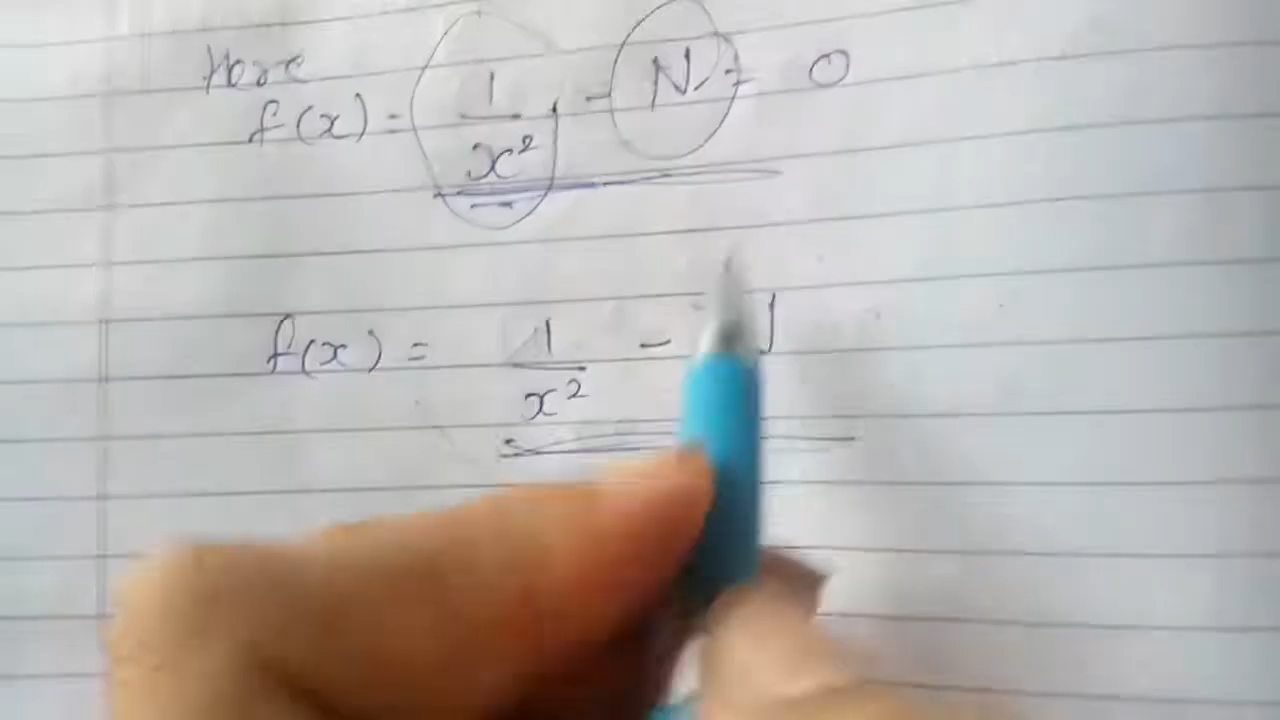 Here
f(x) = 1/x² - N = 0
f(x) = 1/x² -